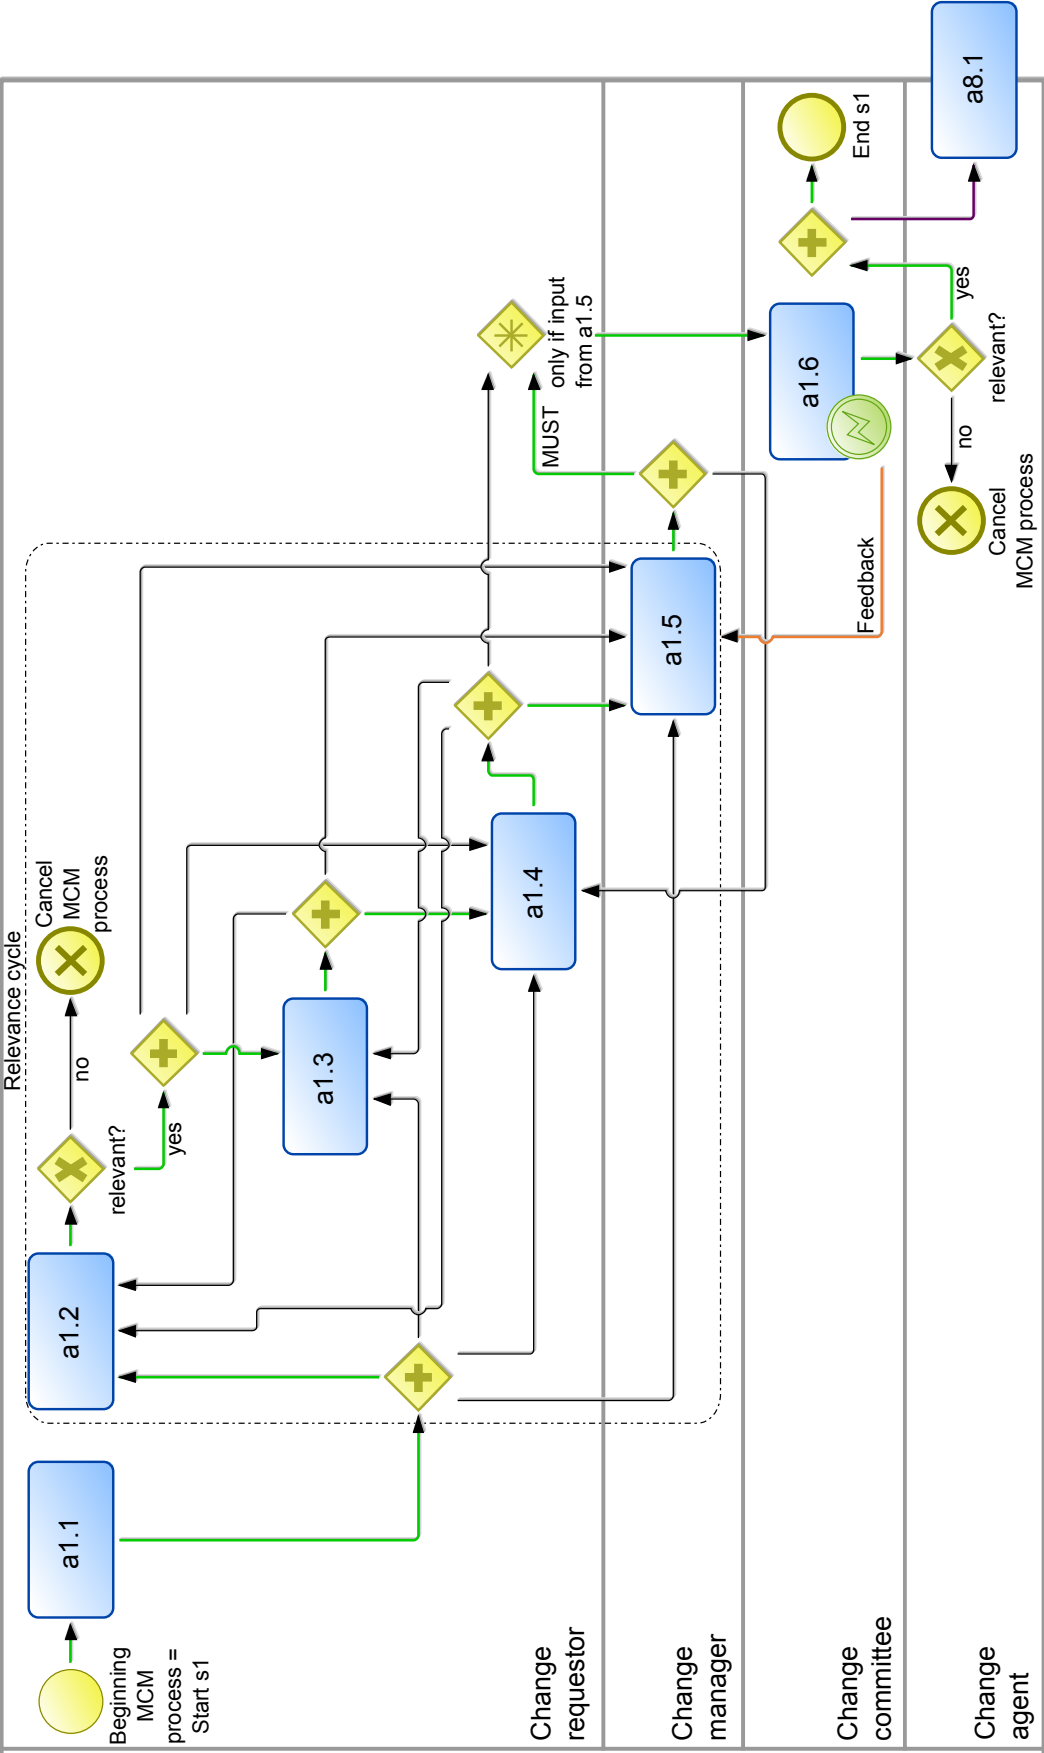 Relevance cycle
Beginning
MCM
process =
Start s1
a1.1
a1.2
relevant?
no
yes
Cancel
MCM
process
a1.3
a1.4
only if input
from a1.5
MUST
Change
requestor
a1.5
Change
manager
Feedback
a1.6
End s1
Change
committee
relevant?
no
yes
Cancel
MCM process
a8.1
Change
agent